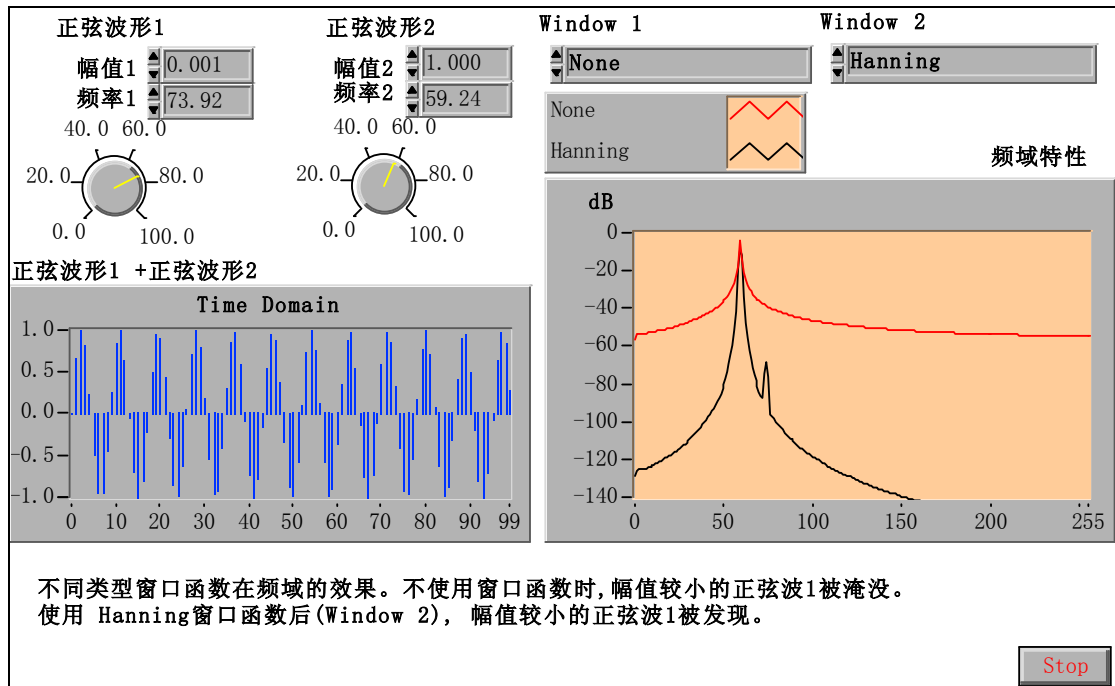 正弦波形1
正弦波形2
Window 1
Window 2
幅值1 0.001
幅值2 1.000
None
Hanning
频率1 73.92
频率2 59.24
40.0 60.0
20.0 80.0
0.0 100.0
40.0 60.0
20.0 80.0
0.0 100.0
None
Hanning
频域特性
正弦波形1 +正弦波形2
Time Domain
1.0
0.5
0.0
-0.5
-1.0
0 10 20 30 40 50 60 70 80 90 99
dB
0
-20
-40
-60
-80
-100
-120
-140
0 50 100 150 200 255
不同类型窗口函数在频域的效果。不使用窗口函数时,幅值较小的正弦波1被淹没。
使用 Hanning窗口函数后(Window 2), 幅值较小的正弦波1被发现。
Stop